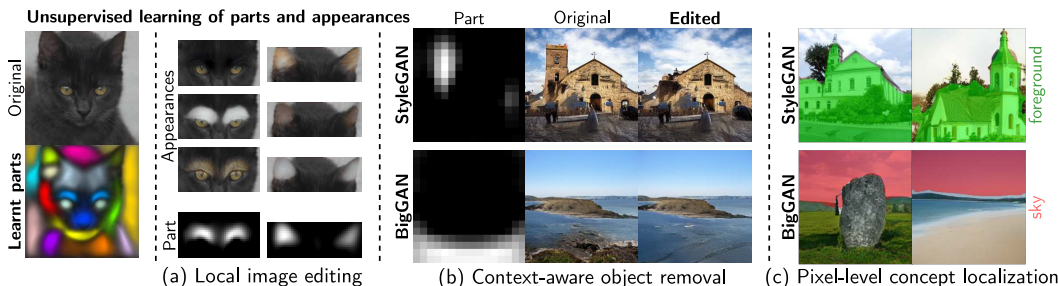 Unsupervised learning of parts and appearances
Original
Learnt parts
Appearances
Part
(a) Local image editing
Part
Original
Edited
StyleGAN
BigGAN
(b) Context-aware object removal
StyleGAN
foreground
BigGAN
sky
(c) Pixel-level concept localization